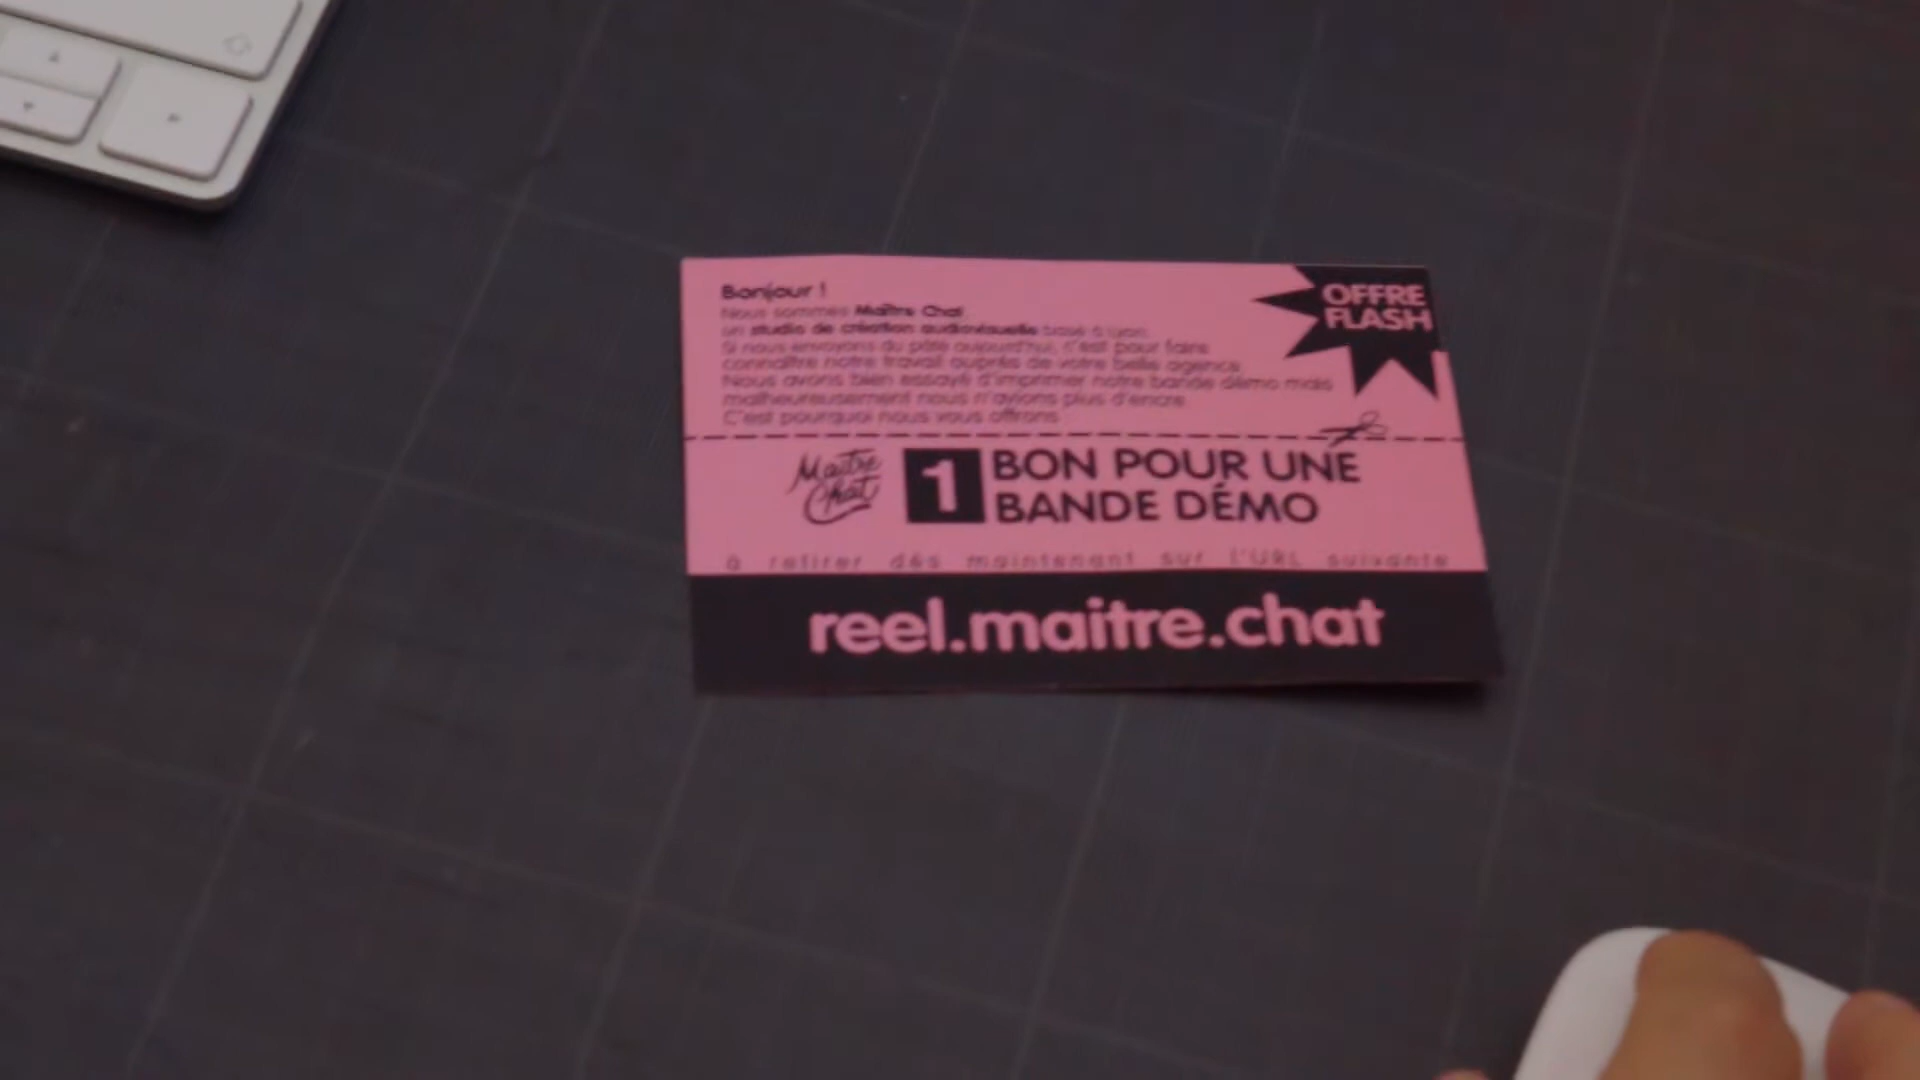 Bonjour !
Nous sommes Maître Chat,
un studio de création audiovisuelle basé à Lyon.
Si nous envoyons du pâté aujourd'hui, c'est pour faire
connaître notre travail auprès de votre belle agence.
Nous avons bien essayé d'imprimer notre bande démo mais
malheureusement nous n'avions plus d'encre.
C'est pourquoi nous vous offrons
OFFRE
FLASH
Maitre
Chat
1 BON POUR UNE
BANDE DÉMO
à retirer dès maintenant sur l'URL suivante
reel.maitre.chat